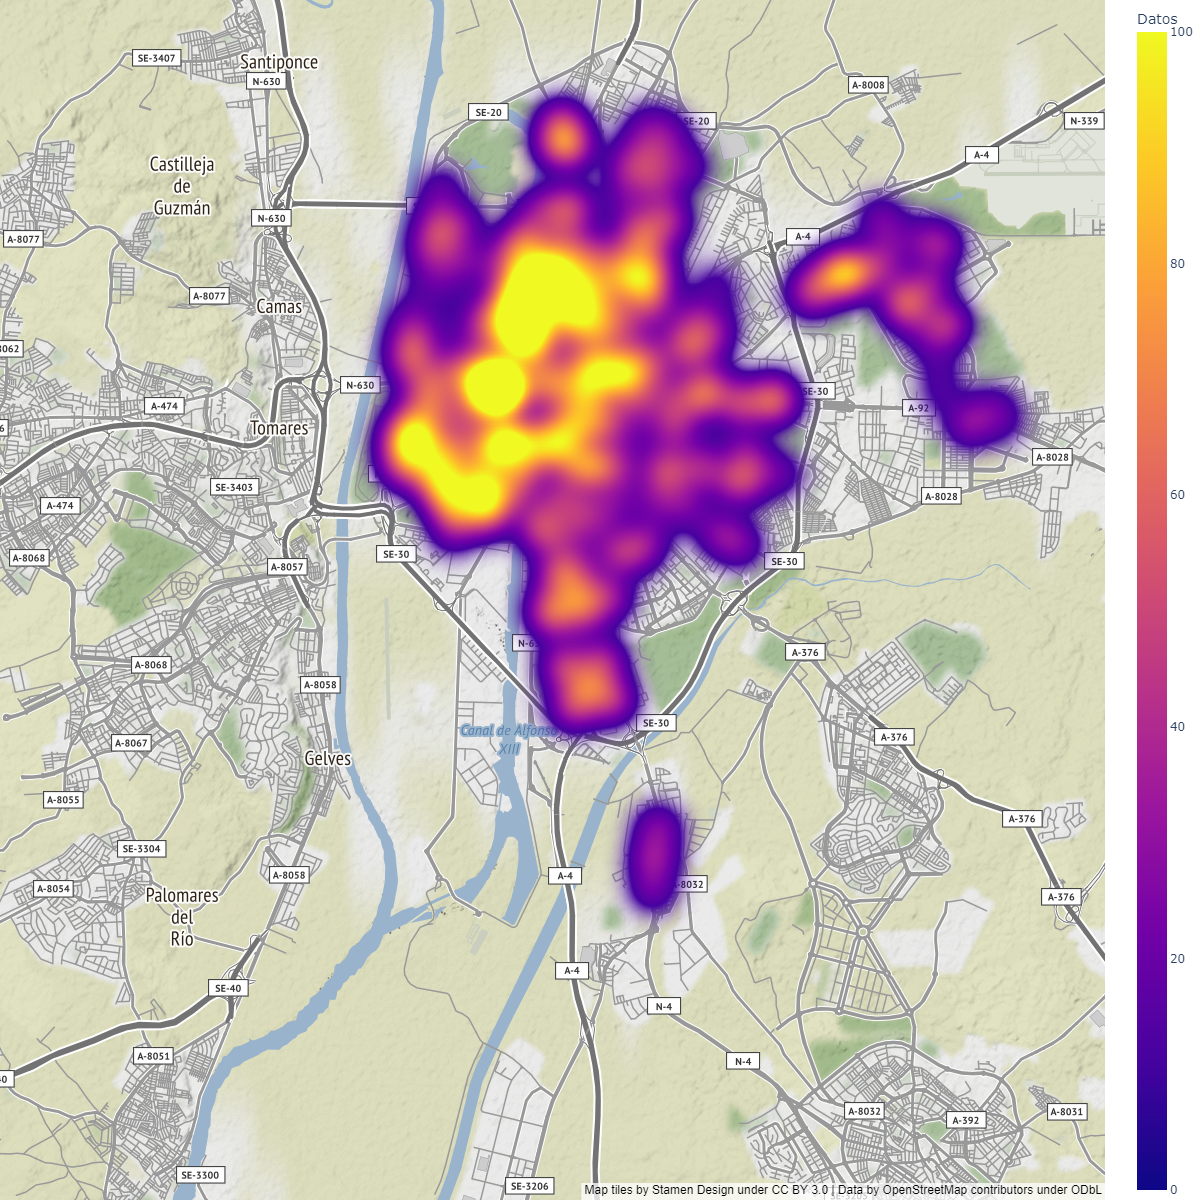 Datos
100
80
60
40
20
0
SE-3407
Santiponce
N-630
SE-20
SE-20
A-8008
N-339
A-4
Castilleja
de
Guzmán
N-630
A-8077
A-4
A-8077
Camas
8062
N-630
SE-30
A-474
A-92
Tomares
A-8028
SE-3403
A-8028
A-474
SE-30
A-8068
SE-30
A-8057
A-8068
A-376
A-8058
SE-30
Canal de Alfonso
XIII
A-376
A-8067
Gelves
A-8055
A-376
SE-3304
A-4
A-8058
A-8054
A-8032
Palomares
del
Río
A-376
A-4
SE-40
N-4
A-8051
N-4
A-8032
A-392
A-8031
SE-3300
SE-3206
Map tiles by Stamen Design under CC BY 3.0 | Data by OpenStreetMap contributors under ODbL